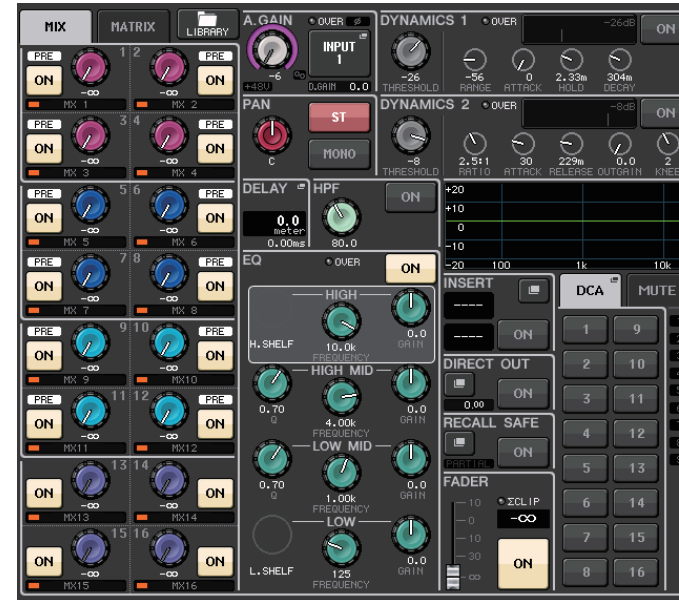 MIX MATRIX LIBRARY
PRE 1 2 PRE
ON ON
-∞ -∞
MX 1 MX 2
PRE 3 4 PRE
ON ON
-∞ -∞
MX 3 MX 4
PRE 5 6 PRE
ON ON
-∞ -∞
MX 5 MX 6
PRE 7 8 PRE
ON ON
-∞ -∞
MX 7 MX 8
PRE 9 10 PRE
ON ON
-∞ -∞
MX 9 MX10
PRE 11 12 PRE
ON ON
-∞ -∞
MX11 MX12
13 14
ON ON
-∞ -∞
MX13 MX14
15 16
ON ON
-∞ -∞
MX15 MX16
A.GAIN OVER ø
INPUT
1
-6
+48V D.GAIN 0.0
PAN
ST
MONO
C
DELAY HPF ON
0.0
meter
0.00ms 80.0
EQ OVER ON
HIGH
H.SHELF 10.0k 0.0
FREQUENCY GAIN
HIGH MID
0.70 4.00k 0.0
Q FREQUENCY GAIN
LOW MID
0.70 1.00k 0.0
Q FREQUENCY GAIN
LOW
L.SHELF 125 0.0
FREQUENCY GAIN
DYNAMICS 1 OVER -26dB ON
-26 -56 0 2.33m 304m
THRESHOLD RANGE ATTACK HOLD DECAY
DYNAMICS 2 OVER -8dB ON
-8 2.5:1 30 229m 0.0 2
THRESHOLD RATIO ATTACK RELEASE OUTGAIN KNEE
+20
+10
0
-10
-20 100 1k 10k
INSERT
----
---- ON
DIRECT OUT
ON
0.00
RECALL SAFE
ON
PARTIAL
FADER
10 ΣCLIP
0 -∞
10
30 ON
∞
DCA MUTE
1 9
2 10
3 11
4 12
5 13
6 14
7 15
8 16